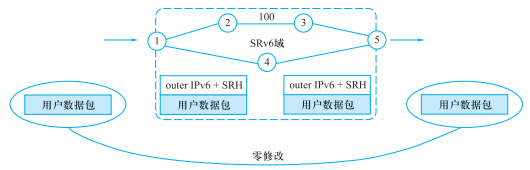 100
2
3
1
SRv6域
5
4
outer IPv6 + SRH
outer IPv6 + SRH
用户数据包
用户数据包
用户数据包
用户数据包
零修改